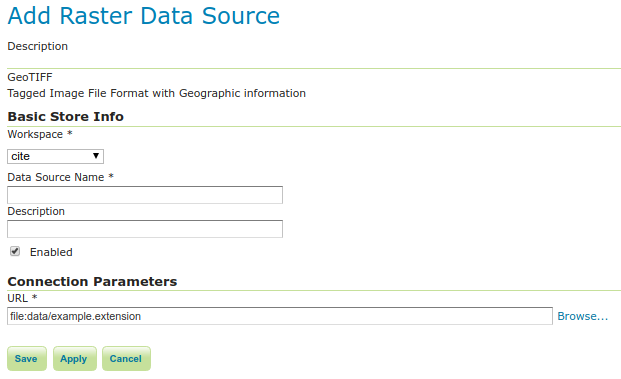 Add Raster Data Source
Description
GeoTIFF
Tagged Image File Format with Geographic information
Basic Store Info
Workspace *
cite
Data Source Name *
Description
Enabled
Connection Parameters
URL *
file:data/example.extension Browse...
Save Apply Cancel